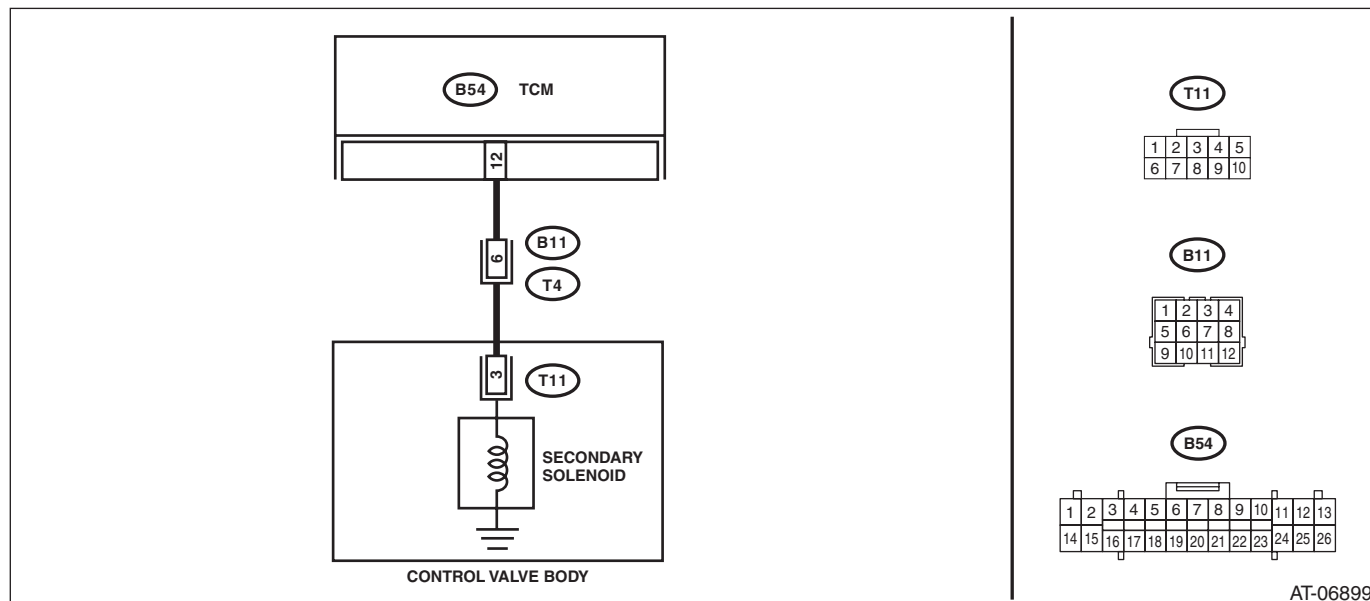 B54 TCM
12
6
B11
T4
3
T11
SECONDARY
SOLENOID
CONTROL VALVE BODY
T11
1 2 3 4 5
6 7 8 9 10
B11
1 2 3 4
5 6 7 8
9 10 11 12
B54
1 2 3 4 5 6 7 8 9 10 11 12 13
14 15 16 17 18 19 20 21 22 23 24 25 26
AT-06899